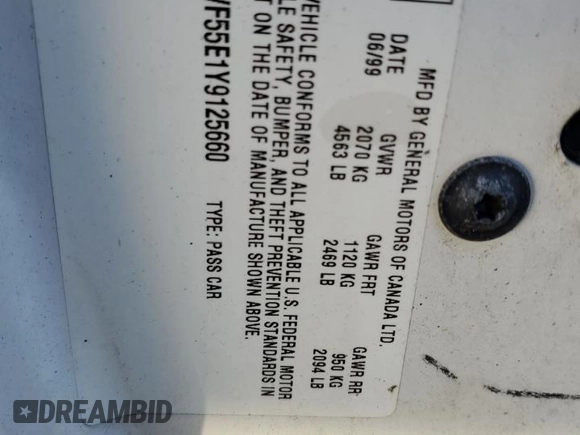 MFD BY GENERAL MOTORS OF CANADA LTD.
DATE GVWR GAWR FRT GAWR RR
06/99 2070 KG 1120 KG 950 KG
4563 LB 2469 LB 2094 LB
VEHICLE CONFORMS TO ALL APPLICABLE U.S. FEDERAL MOTOR
SAFETY, BUMPER, AND THEFT PREVENTION STANDARDS IN
ON THE DATE OF MANUFACTURE SHOWN ABOVE.
F55E1Y9125660 TYPE: PASS CAR
DREAMBID